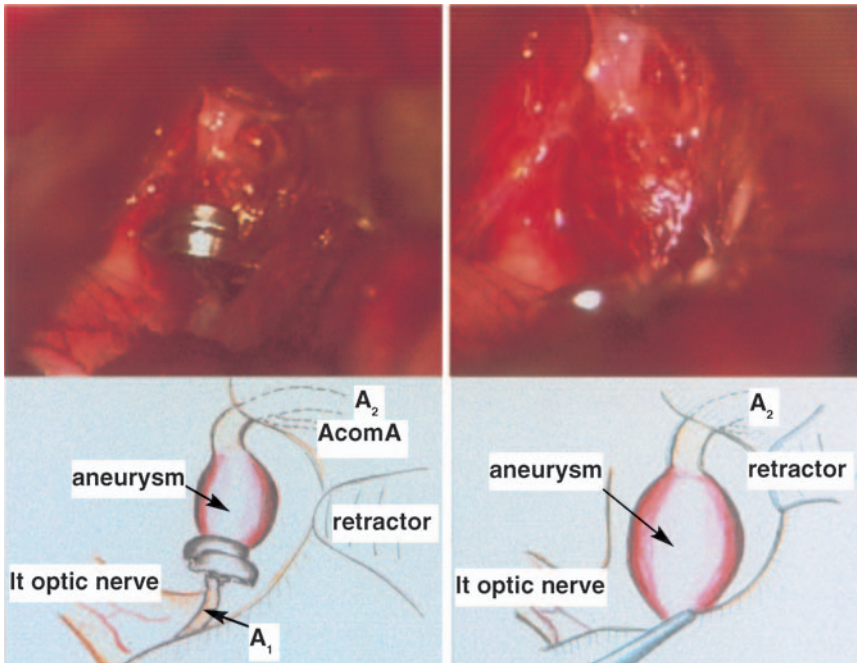 A₂
AcomA
aneurysm
retractor
lt optic nerve
A₁
A₂
retractor
aneurysm
lt optic nerve